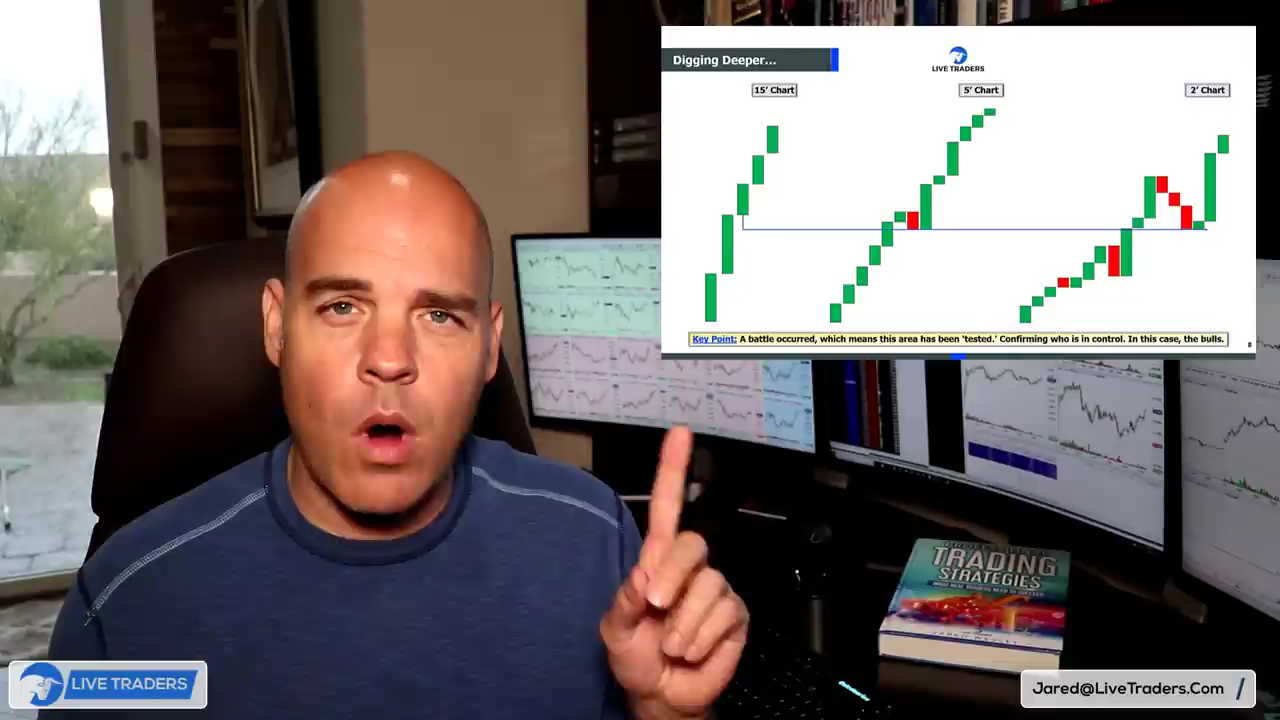 Digging Deeper...
LIVE TRADERS
15' Chart
5' Chart
2' Chart
Key Point: A battle occurred, which means this area has been 'tested.' Confirming who is in control. In this case, the bulls.
8
TRADING
STRATEGIES
LIVE TRADERS
Jared@LiveTraders.Com /